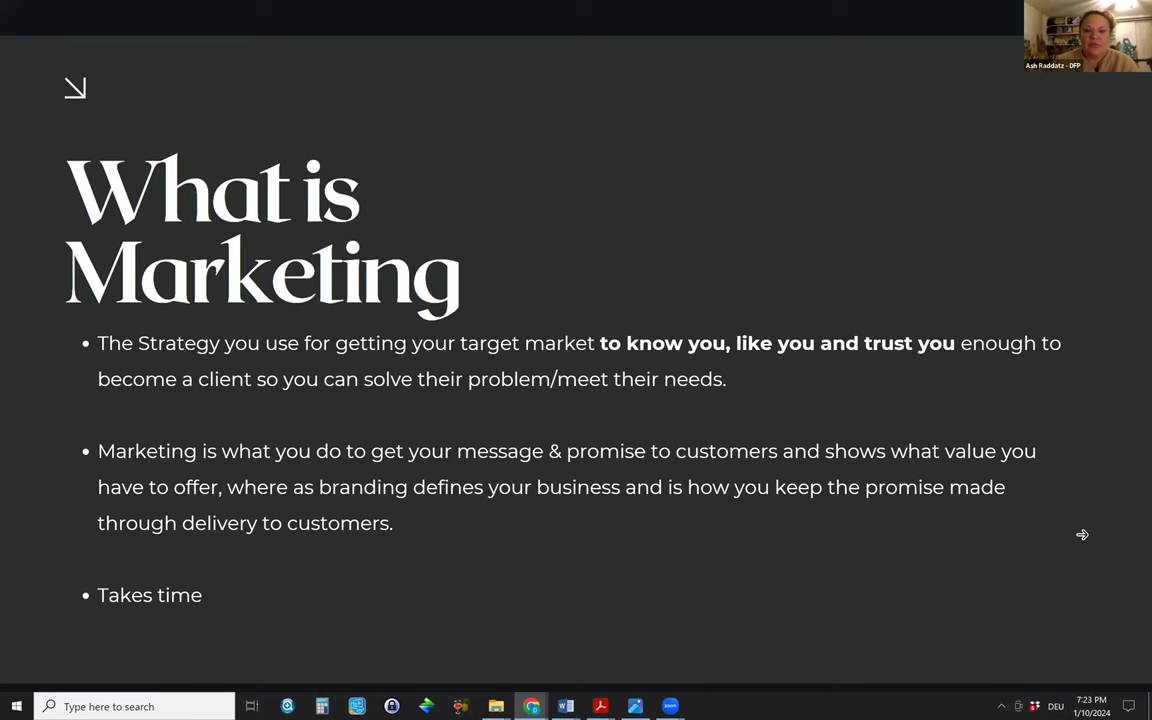 Ash Raddatz - DFP
What is
Marketing
• The Strategy you use for getting your target market to know you, like you and trust you enough to
become a client so you can solve their problem/meet their needs.
• Marketing is what you do to get your message & promise to customers and shows what value you
have to offer, where as branding defines your business and is how you keep the promise made
through delivery to customers.
• Takes time
Type here to search
zoom
DEU
7:23 PM
1/10/2024